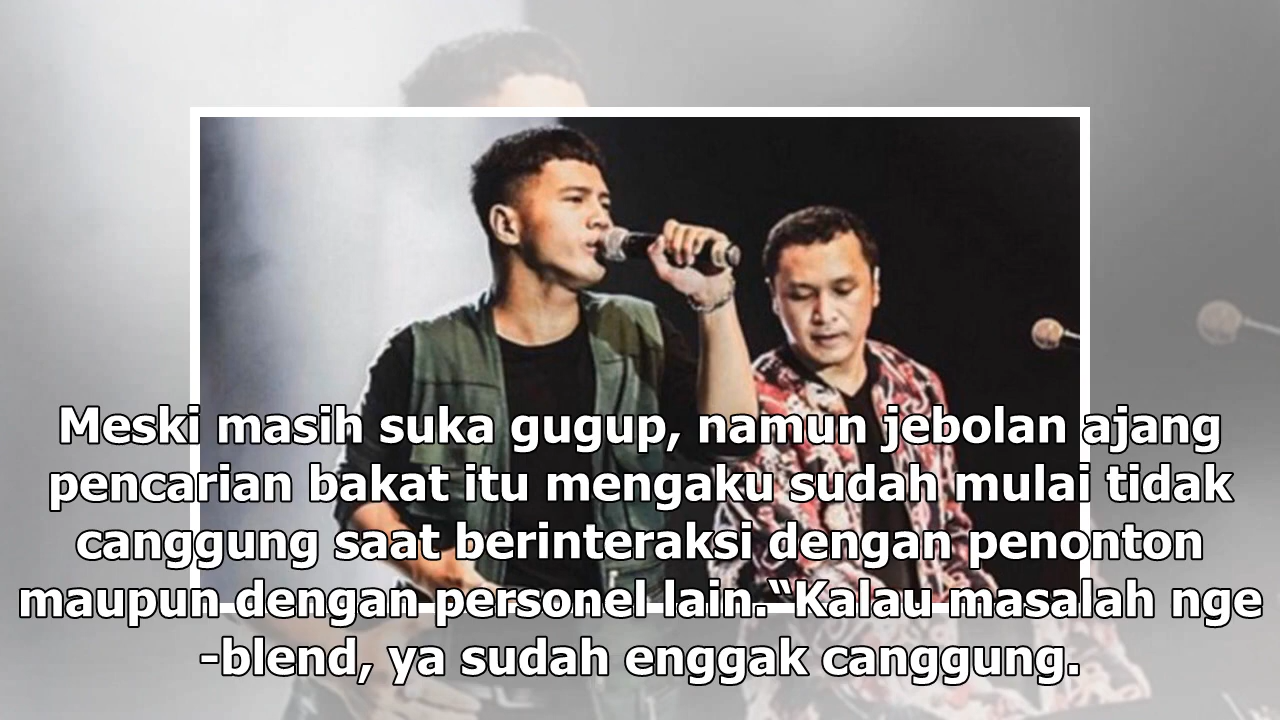 Meski masih suka gugup, namun jebolan ajang
pencarian bakat itu mengaku sudah mulai tidak
canggung saat berinteraksi dengan penonton
maupun dengan personel lain.“Kalau masalah nge
-blend, ya sudah enggak canggung.